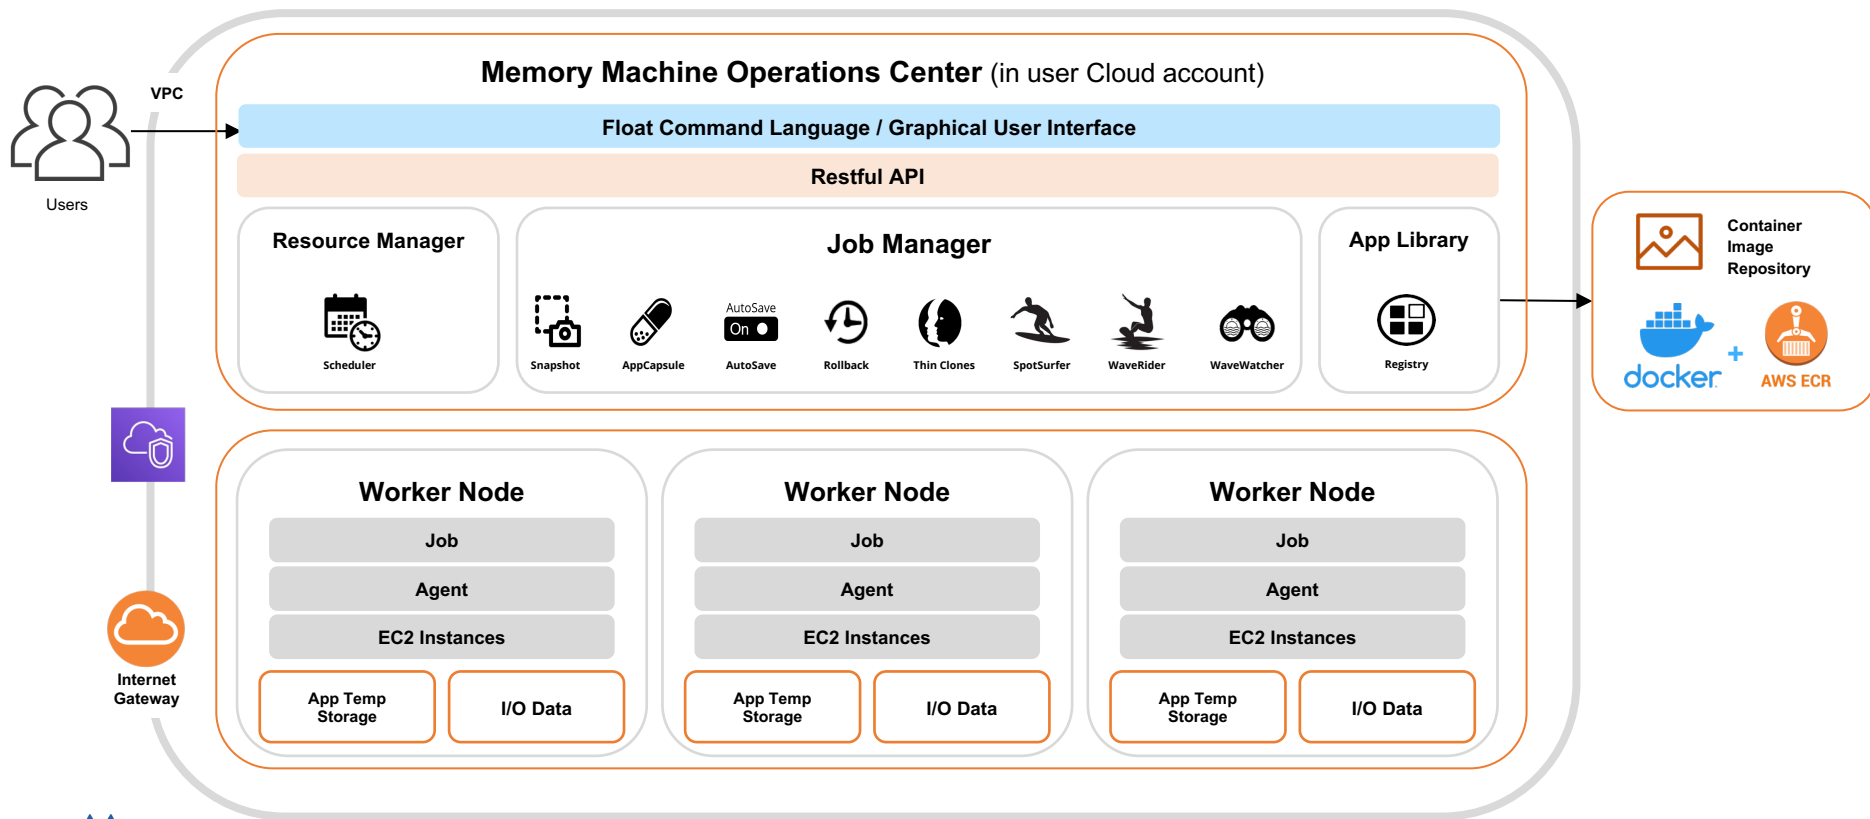 Memory Machine Operations Center (in user Cloud account)
VPC
Float Command Language / Graphical User Interface
Restful API
Users
Resource Manager
Job Manager
App Library
Container
Image
Repository
AutoSave
On
Scheduler
Snapshot
AppCapsule
AutoSave
Rollback
Thin Clones
SpotSurfer
WaveRider
WaveWatcher
Registry
docker
+
AWS ECR
Worker Node
Job
Agent
EC2 Instances
App Temp
Storage
I/O Data
Worker Node
Job
Agent
EC2 Instances
App Temp
Storage
I/O Data
Worker Node
Job
Agent
EC2 Instances
App Temp
Storage
I/O Data
Internet
Gateway